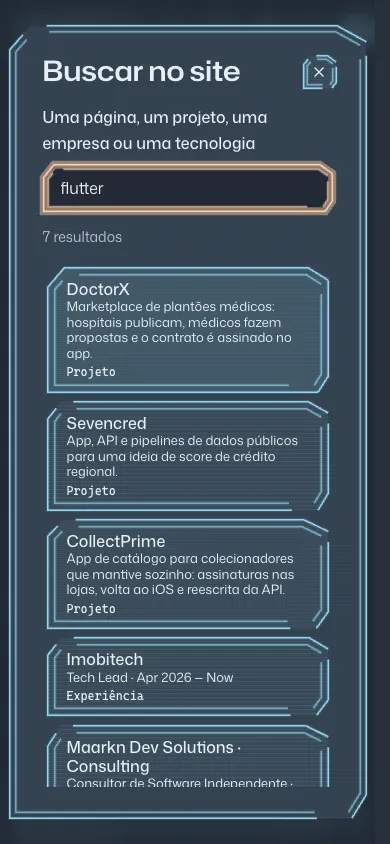 Buscar no site
×
Uma página, um projeto, uma
empresa ou uma tecnologia
flutter
7 resultados
DoctorX
Marketplace de plantões médicos:
hospitais publicam, médicos fazem
propostas e o contrato é assinado no
app.
Projeto
Sevencred
App, API e pipelines de dados públicos
para uma ideia de score de crédito
regional.
Projeto
CollectPrime
App de catálogo para colecionadores
que mantive sozinho: assinaturas nas
lojas, volta ao iOS e reescrita da API.
Projeto
Imobitech
Tech Lead · Apr 2026 — Now
Experiência
Maarkn Dev Solutions ·
Consulting
Consultor de Software Independente ·